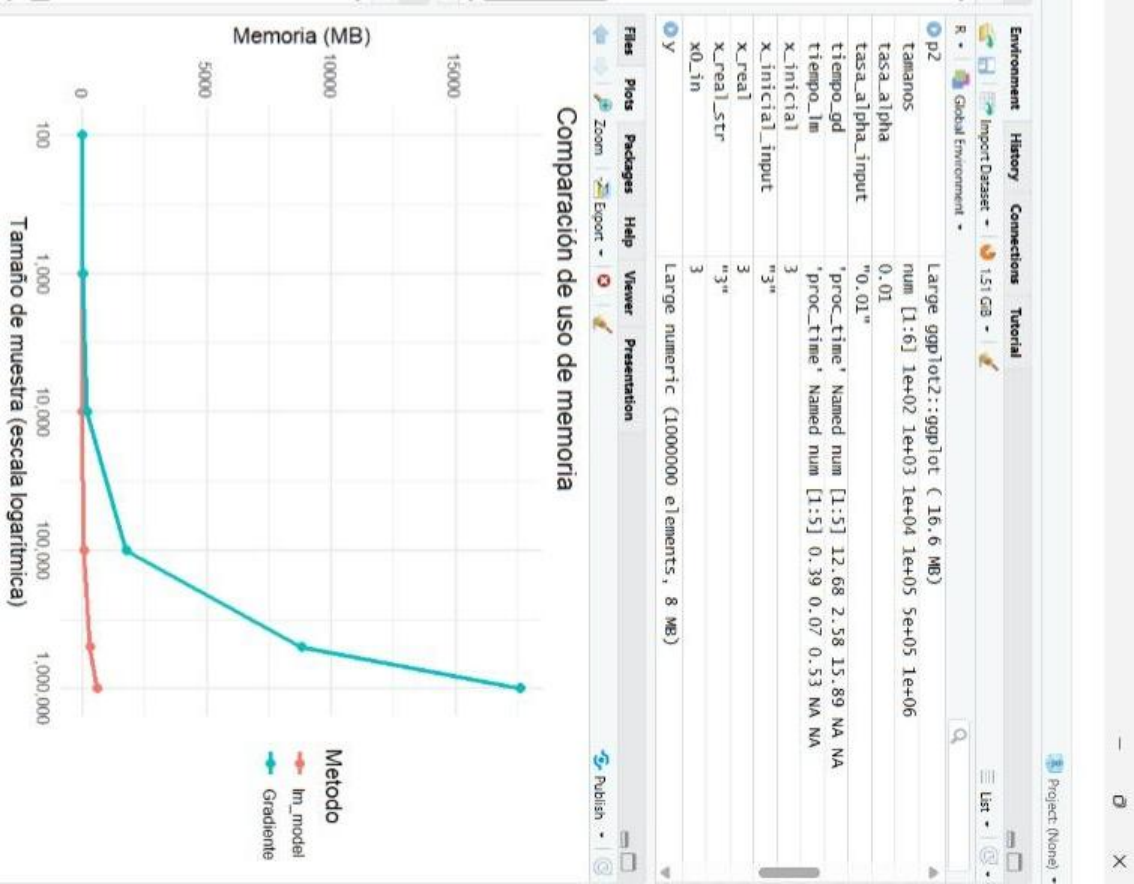 Project: (None)
Environment History Connections Tutorial
Import Dataset 1.51 GiB List
R Global Environment
p2 Large ggplot2::ggplot ( 16.6 MB)
tamanos num [1:6] 1e+02 1e+03 1e+04 1e+05 5e+05 1e+06
tasa_alpha 0.01
tasa_alpha_input "0.01"
tiempo_gd 'proc_time' Named num [1:5] 12.68 2.58 15.89 NA NA
tiempo_lm 'proc_time' Named num [1:5] 0.39 0.07 0.53 NA NA
x_inicial 3
x_inicial_input "3"
x_real 3
x_real_str "3"
x0_in 3
y Large numeric (1000000 elements, 8 MB)
Files Plots Packages Help Viewer Presentation
Zoom Export Publish
Comparación de uso de memoria
Memoria (MB)
15000
10000
5000
0
100 1,000 10,000 100,000 1,000,000
Tamaño de muestra (escala logarítmica)
Metodo
lm_model
Gradiente